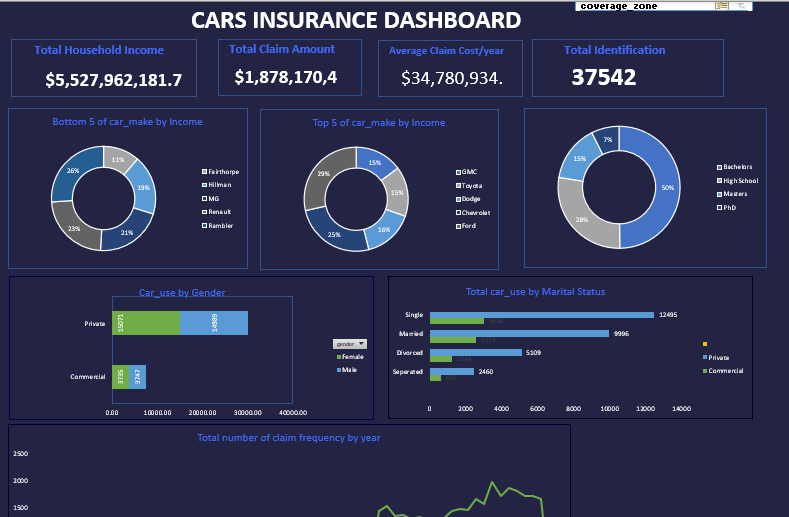 coverage_zone
CARS INSURANCE DASHBOARD
Total Household Income
$5,527,962,181.7
Total Claim Amount
$1,878,170,4
Average Claim Cost/year
$34,780,934.
Total Identification
37542
Bottom 5 of car_make by Income
11%
19%
21%
23%
26%
Fairthorpe
Hillman
MG
Renault
Rambler
Top 5 of car_make by Income
15%
15%
16%
25%
29%
GMC
Toyota
Dodge
Chevrolet
Ford
50%
28%
15%
7%
Bachelors
High School
Masters
PhD
Car_use by Gender
Private
15071
14989
Commercial
3735
3747
0.00
10000.00
20000.00
30000.00
40000.00
gender
Female
Male
Total car_use by Marital Status
Single
12495
Married
9996
Divorced
5109
Seperated
2460
0
2000
4000
6000
8000
10000
12000
14000
Private
Commercial
Total number of claim frequency by year
2500
2000
1500